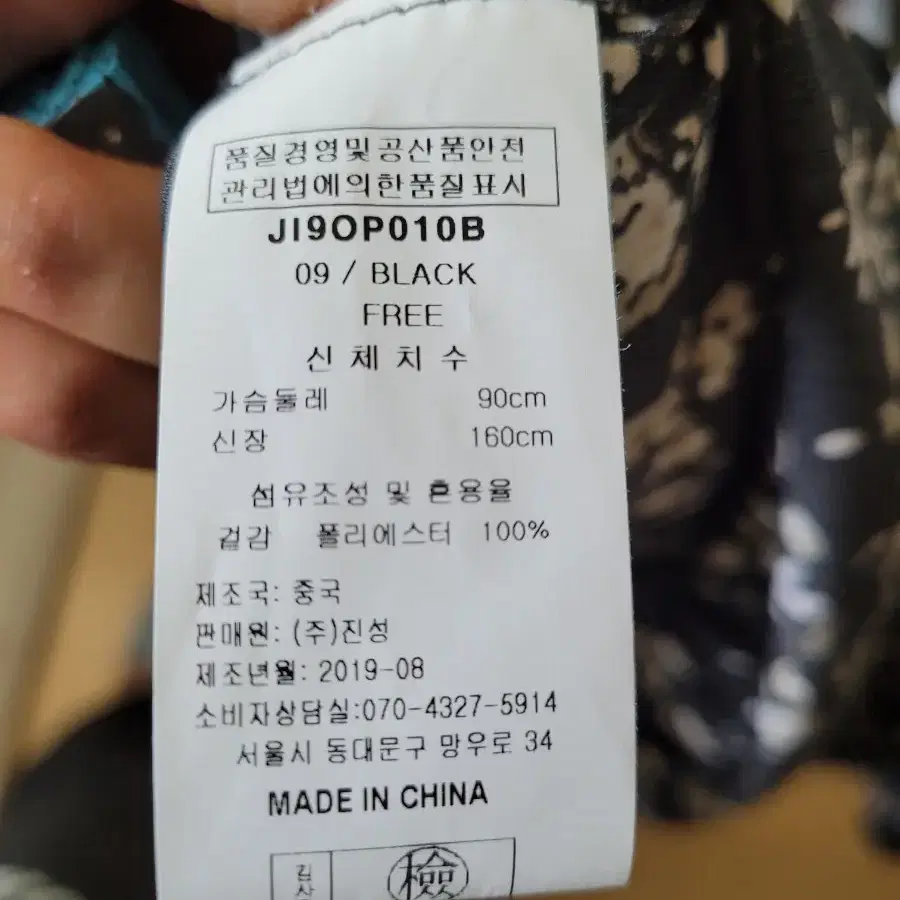 품질경영및공산품안전
관리법에의한품질표시
JI9OP010B
09 / BLACK
FREE
신체치수
가슴둘레 90cm
신장 160cm
섬유조성 및 혼용율
겉감 폴리에스터 100%
제조국: 중국
판매원: (주)진성
제조년월: 2019-08
소비자상담실:070-4327-5914
서울시 동대문구 망우로 34
MADE IN CHINA
檢